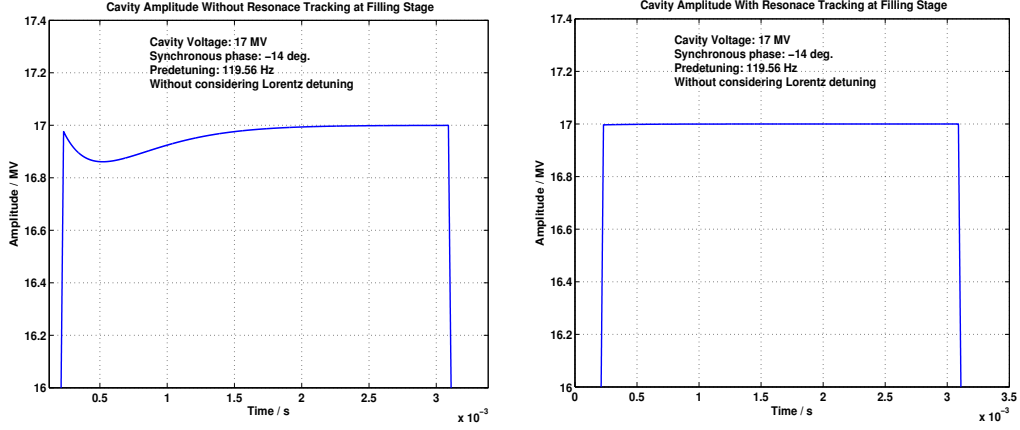 Cavity Amplitude Without Resonace Tracking at Filling Stage
17.4
17.2
17
16.8
16.6
16.4
16.2
16
Amplitude / MV
Cavity Voltage: 17 MV
Synchronous phase: −14 deg.
Predetuning: 119.56 Hz
Without considering Lorentz detuning
0.5
1
1.5
2
2.5
3
Time / s
x 10⁻³
Cavity Amplitude With Resonace Tracking at Filling Stage
17.4
17.2
17
16.8
16.6
16.4
16.2
16
Amplitude / MV
Cavity Voltage: 17 MV
Synchronous phase: −14 deg.
Predetuning: 119.56 Hz
Without considering Lorentz detuning
0
0.5
1
1.5
2
2.5
3
3.5
Time / s
x 10⁻³